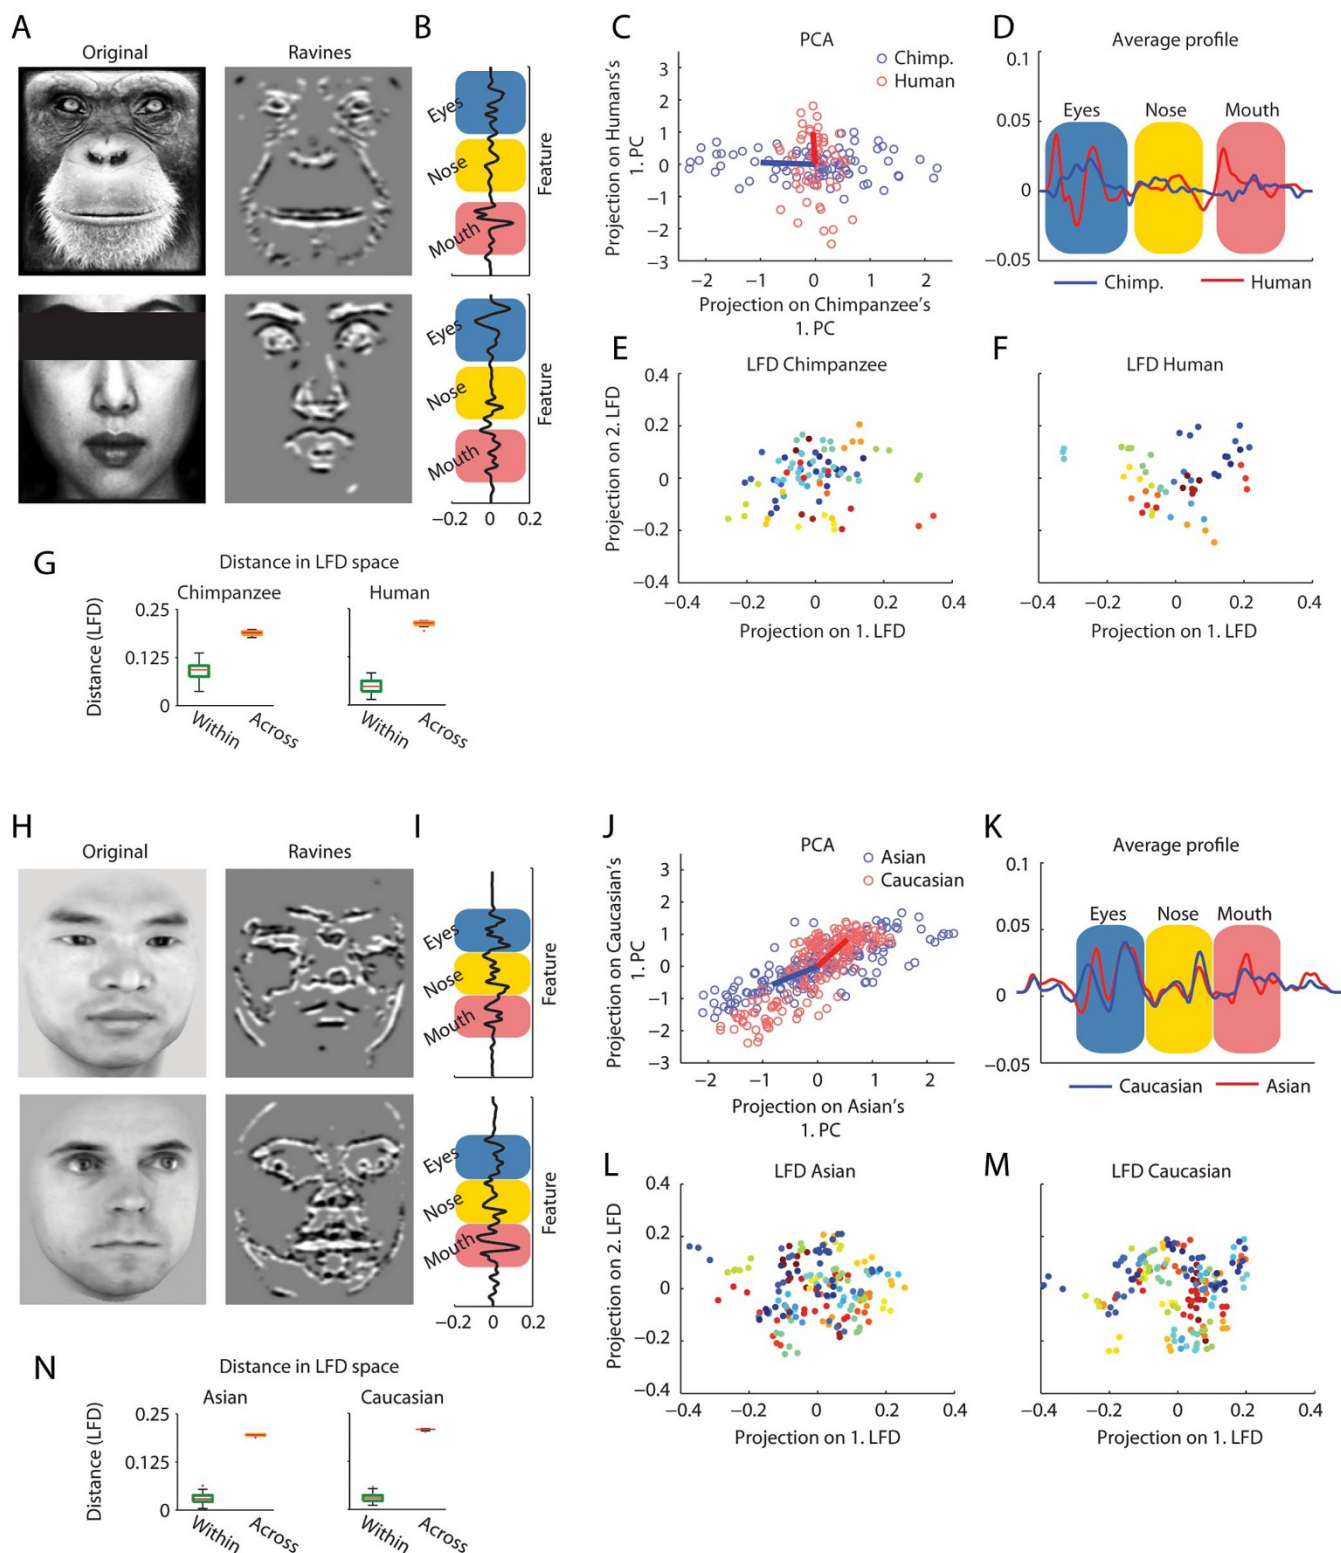 A
Original
Ravines
B
Eyes
Nose
Mouth
Feature
Eyes
Nose
Mouth
Feature
−0.2 0 0.2
C
PCA
Chimp.
Human
Projection on Humans's
1. PC
3
2
1
0
−1
−2
−3
−2 −1 0 1 2
Projection on Chimpanzee's
1. PC
D
Average profile
0.1
0.05
0
−0.05
Eyes Nose Mouth
Chimp. Human
E
LFD Chimpanzee
Projection on 2. LFD
0.4
0.2
0
−0.2
−0.4
−0.4 −0.2 0 0.2 0.4
Projection on 1. LFD
F
LFD Human
−0.4 −0.2 0 0.2 0.4
Projection on 1. LFD
G
Distance in LFD space
Chimpanzee Human
Distance (LFD)
0.25
0.125
0
Within Across
Within Across
H
Original
Ravines
I
Eyes
Nose
Mouth
Feature
Eyes
Nose
Mouth
Feature
−0.2 0 0.2
J
PCA
Asian
Caucasian
Projection on Caucasian's
1. PC
3
2
1
0
−1
−2
−3
−2 −1 0 1 2
Projection on Asian's
1. PC
K
Average profile
0.1
0.05
0
−0.05
Eyes Nose Mouth
Caucasian Asian
L
LFD Asian
Projection on 2. LFD
0.4
0.2
0
−0.2
−0.4
−0.4 −0.2 0 0.2 0.4
Projection on 1. LFD
M
LFD Caucasian
−0.4 −0.2 0 0.2 0.4
Projection on 1. LFD
N
Distance in LFD space
Asian Caucasian
Distance (LFD)
0.25
0.125
0
Within Across
Within Across